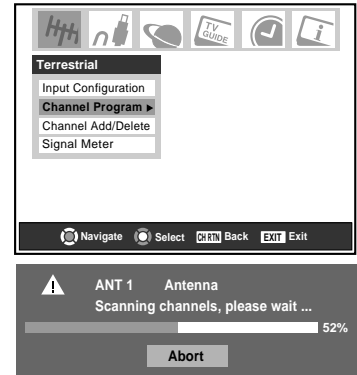 TV
GUIDE
i
Terrestrial
Input Configuration
Channel Program
Channel Add/Delete
Signal Meter
Navigate Select CH RTN Back EXIT Exit
ANT 1 Antenna
Scanning channels, please wait ...
52%
Abort